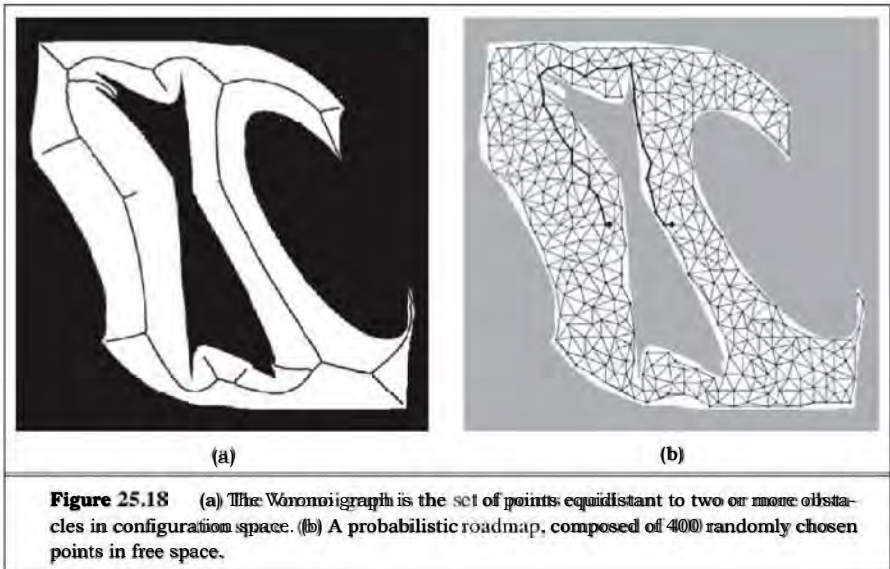 (a)
(b)
Figure 25.18 (a) The Voronoi graph is the set of points equidistant to two or more obsta-
cles in configuration space. (b) A probabilistic roadmap, composed of 400 randomly chosen
points in free space.